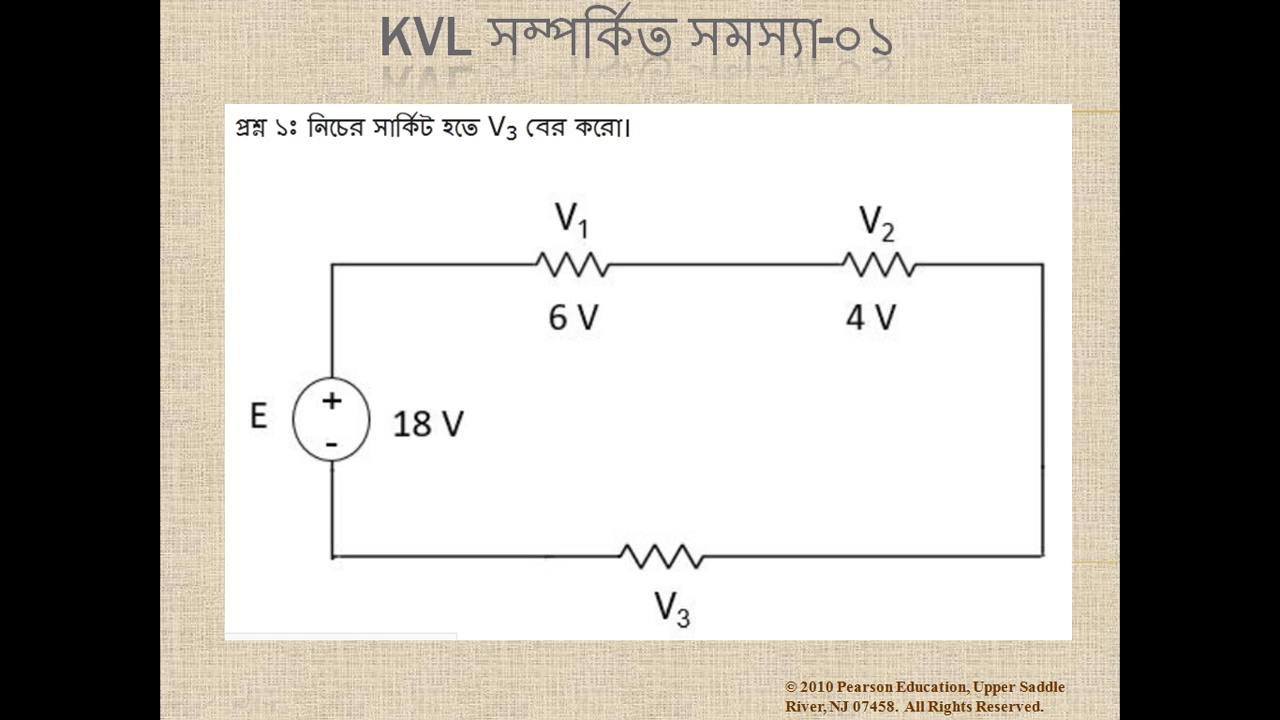 KVL সম্পর্কিত সমস্যা-০১
প্রশ্ন ১ঃ নিচের সার্কিট হতে V3 বের করো।
V1
V2
6 V
4 V
E
+
-
18 V
V3
© 2010 Pearson Education, Upper Saddle
River, NJ 07458. All Rights Reserved.